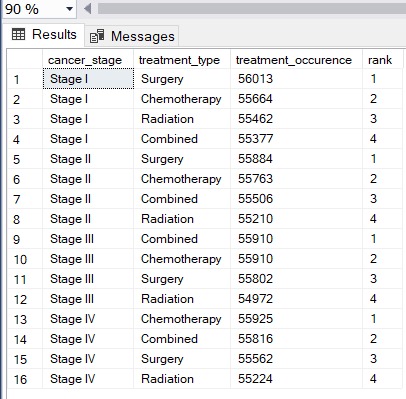 90 %
Results Messages
cancer_stage treatment_type treatment_occurence rank
1 Stage I Surgery 56013 1
2 Stage I Chemotherapy 55664 2
3 Stage I Radiation 55462 3
4 Stage I Combined 55377 4
5 Stage II Surgery 55884 1
6 Stage II Chemotherapy 55763 2
7 Stage II Combined 55506 3
8 Stage II Radiation 55210 4
9 Stage III Combined 55910 1
10 Stage III Chemotherapy 55910 2
11 Stage III Surgery 55802 3
12 Stage III Radiation 54972 4
13 Stage IV Chemotherapy 55925 1
14 Stage IV Combined 55816 2
15 Stage IV Surgery 55562 3
16 Stage IV Radiation 55224 4